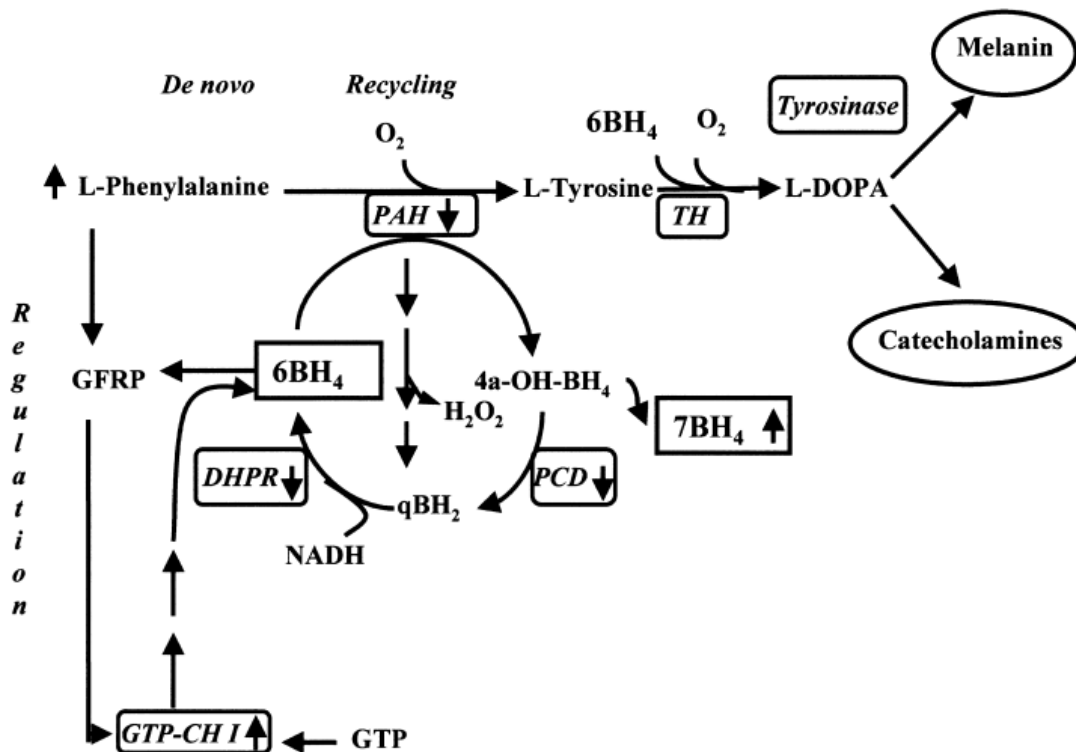 Melanin
De novo Recycling
Tyrosinase
O2
6BH4 O2
L-Phenylalanine
L-Tyrosine
L-DOPA
PAH
TH
Regulation
Catecholamines
GFRP
6BH4
4a-OH-BH4
H2O2
7BH4
DHPR
PCD
qBH2
NADH
GTP-CH I
GTP